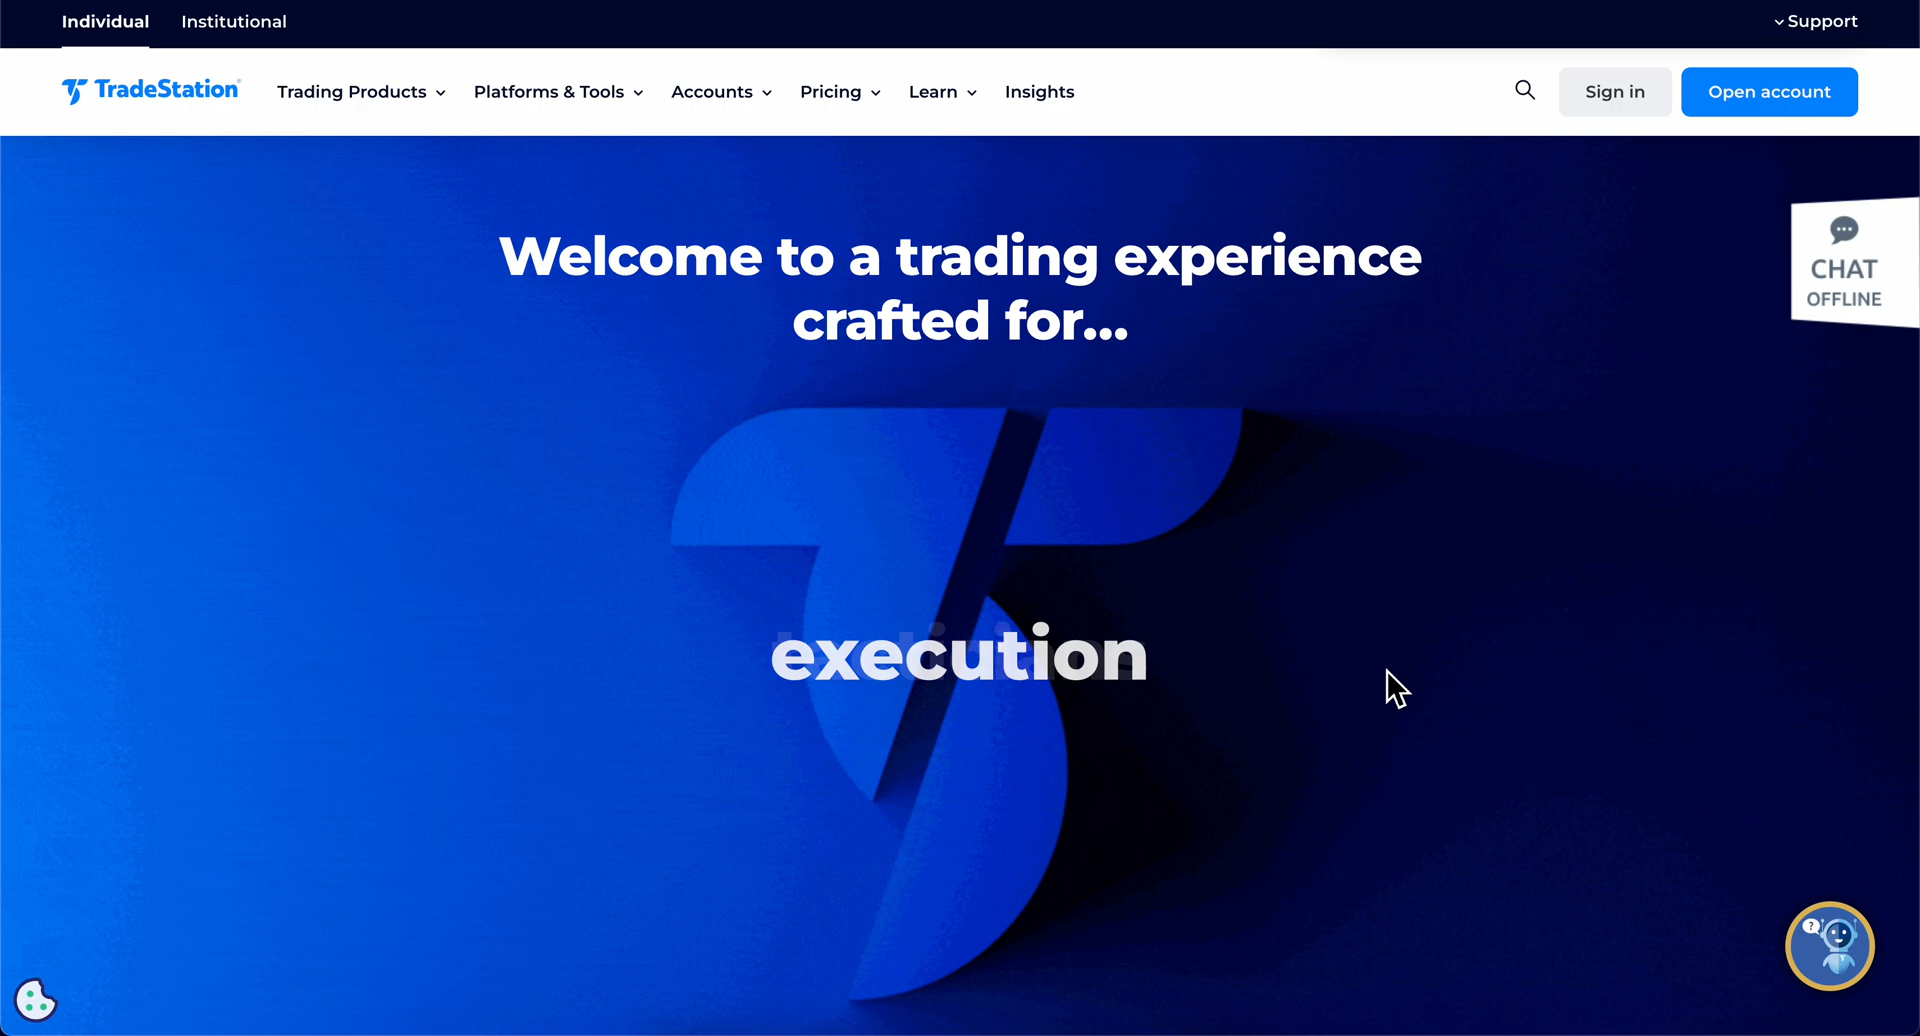 Individual Institutional Support
TradeStation Trading Products Platforms & Tools Accounts Pricing Learn Insights Sign in Open account
Welcome to a trading experience
crafted for...
CHAT
OFFLINE
execution
?